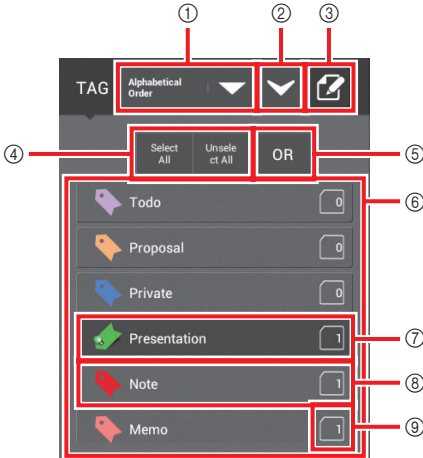 ① ② ③
TAG Alphabetical
Order
④ Select
All Unsele
ct All OR ⑤
Todo 0 ⑥
Proposal 0
Private 0
Presentation 1 ⑦
Note 1 ⑧
Memo 1 ⑨